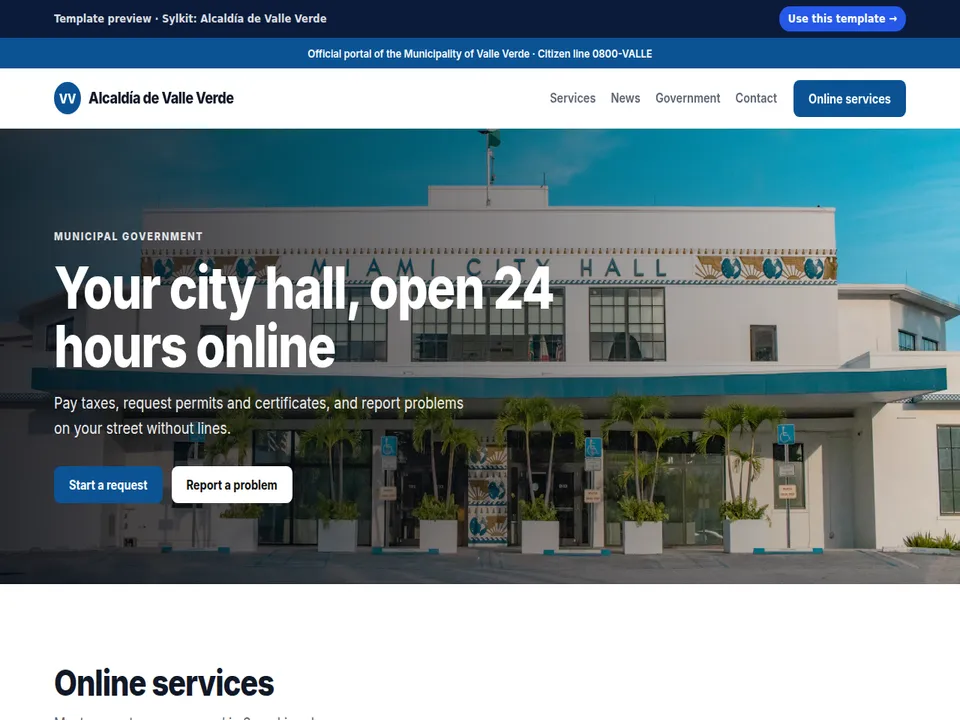 Template preview · Sylkit: Alcaldía de Valle Verde
Use this template →
Official portal of the Municipality of Valle Verde · Citizen line 0800-VALLE
VV
Alcaldía de Valle Verde
Services
News
Government
Contact
Online services
MIAMI CITY HALL
MUNICIPAL GOVERNMENT
Your city hall, open 24
hours online
Pay taxes, request permits and certificates, and report problems
on your street without lines.
Start a request
Report a problem
Online services